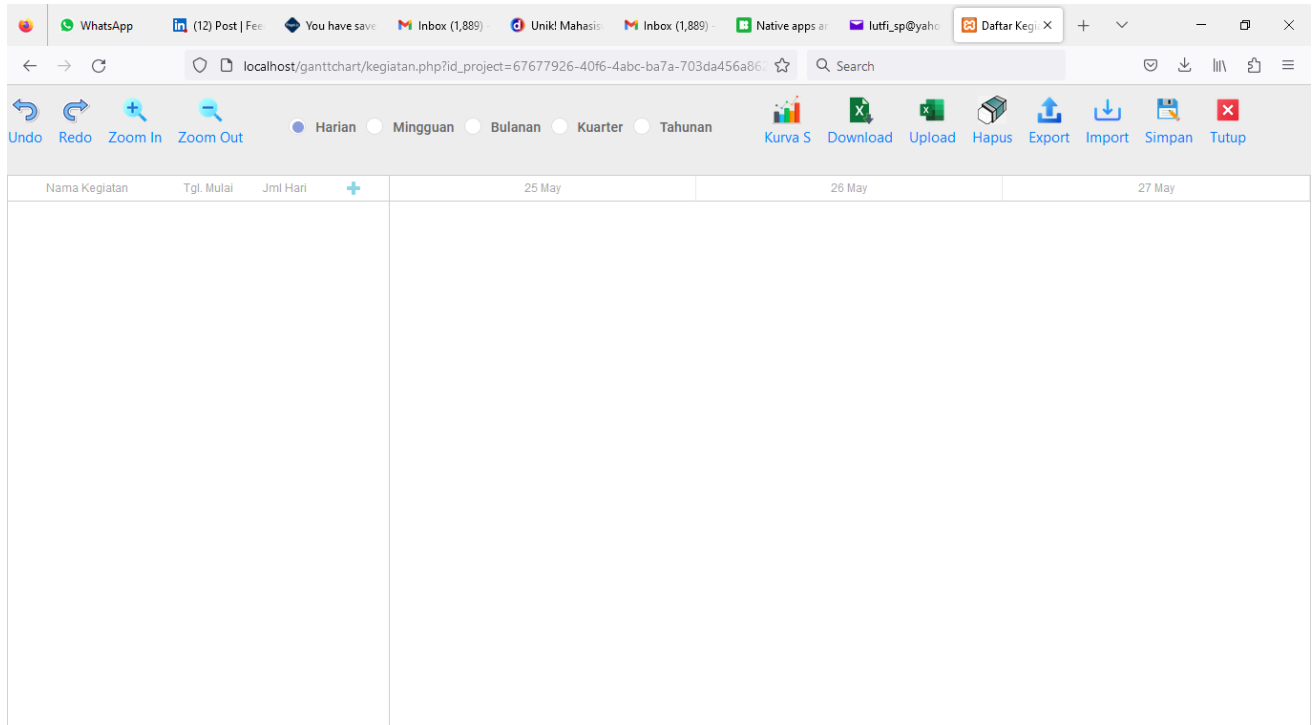 WhatsApp (12) Post | Fee You have save Inbox (1,889) - Unik! Mahasis Inbox (1,889) - Native apps ar lutfi_sp@yaho Daftar Kegi
localhost/ganttchart/kegiatan.php?id_project=67677926-40f6-4abc-ba7a-703da456a862 Search
Undo Redo Zoom In Zoom Out Harian Mingguan Bulanan Kuarter Tahunan Kurva S Download Upload Hapus Export Import Simpan Tutup
Nama Kegiatan Tgl. Mulai Jml Hari 25 May 26 May 27 May